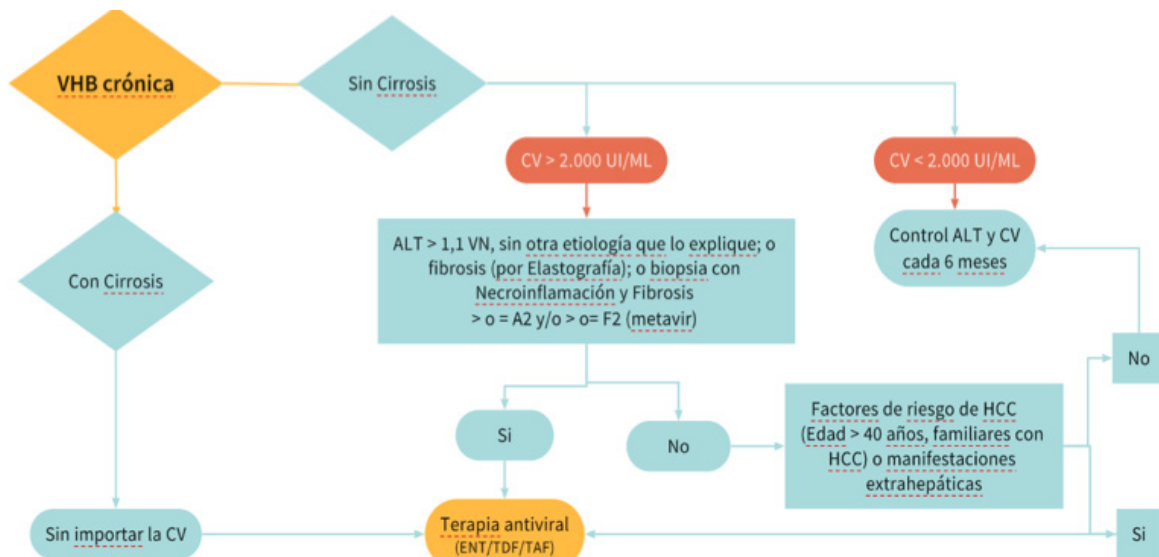 VHB crónica
Sin Cirrosis
CV > 2.000 UI/ML
CV < 2.000 UI/ML
ALT > 1,1 VN, sin otra etiología que lo explique; o
fibrosis (por Elastografía); o biopsia con
Necroinflamación y Fibrosis
> o = A2 y/o > o= F2 (metavir)
Control ALT y CV
cada 6 meses
Con Cirrosis
No
Si
No
Factores de riesgo de HCC
(Edad > 40 años, familiares con
HCC) o manifestaciones
extrahepáticas
Sin importar la CV
Terapia antiviral
(ENT/TDF/TAF)
Si